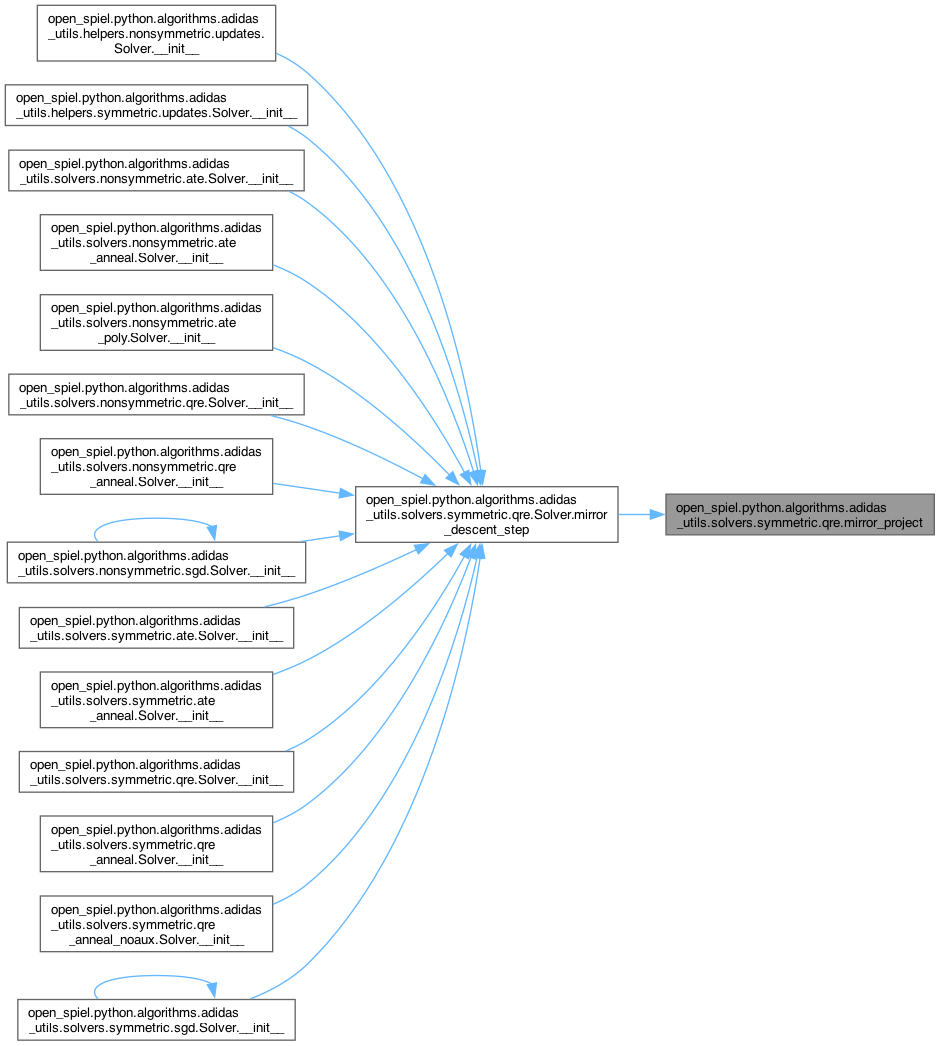 open_spiel.python.algorithms.adidas
_utils.helpers.nonsymmetric.updates.
Solver.__init__
open_spiel.python.algorithms.adidas
_utils.helpers.symmetric.updates.Solver.__init__
open_spiel.python.algorithms.adidas
_utils.solvers.nonsymmetric.ate.Solver.__init__
open_spiel.python.algorithms.adidas
_utils.solvers.nonsymmetric.ate
_anneal.Solver.__init__
open_spiel.python.algorithms.adidas
_utils.solvers.nonsymmetric.ate
_poly.Solver.__init__
open_spiel.python.algorithms.adidas
_utils.solvers.nonsymmetric.qre.Solver.__init__
open_spiel.python.algorithms.adidas
_utils.solvers.nonsymmetric.qre
_anneal.Solver.__init__
open_spiel.python.algorithms.adidas
_utils.solvers.nonsymmetric.sgd.Solver.__init__
open_spiel.python.algorithms.adidas
_utils.solvers.symmetric.ate.Solver.__init__
open_spiel.python.algorithms.adidas
_utils.solvers.symmetric.ate
_anneal.Solver.__init__
open_spiel.python.algorithms.adidas
_utils.solvers.symmetric.qre.Solver.__init__
open_spiel.python.algorithms.adidas
_utils.solvers.symmetric.qre
_anneal.Solver.__init__
open_spiel.python.algorithms.adidas
_utils.solvers.symmetric.qre
_anneal_noaux.Solver.__init__
open_spiel.python.algorithms.adidas
_utils.solvers.symmetric.sgd.Solver.__init__
open_spiel.python.algorithms.adidas
_utils.solvers.symmetric.qre.Solver.mirror
_descent_step
open_spiel.python.algorithms.adidas
_utils.solvers.symmetric.qre.mirror_project